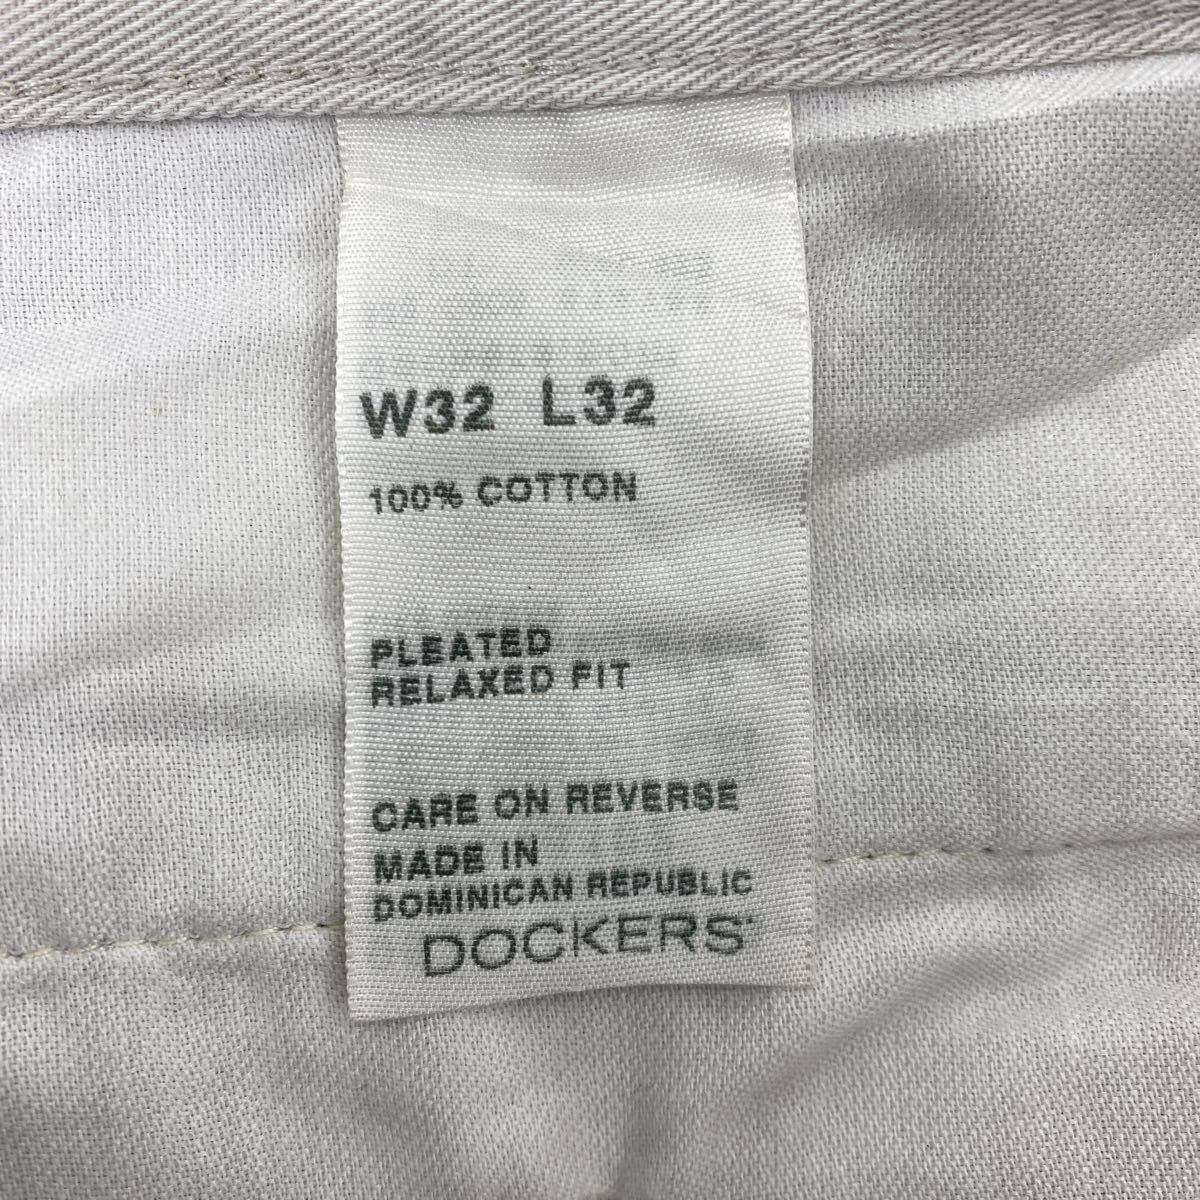 W32 L32
100% COTTON
PLEATED
RELAXED FIT
CARE ON REVERSE
MADE IN
DOMINICAN REPUBLIC
DOCKERS